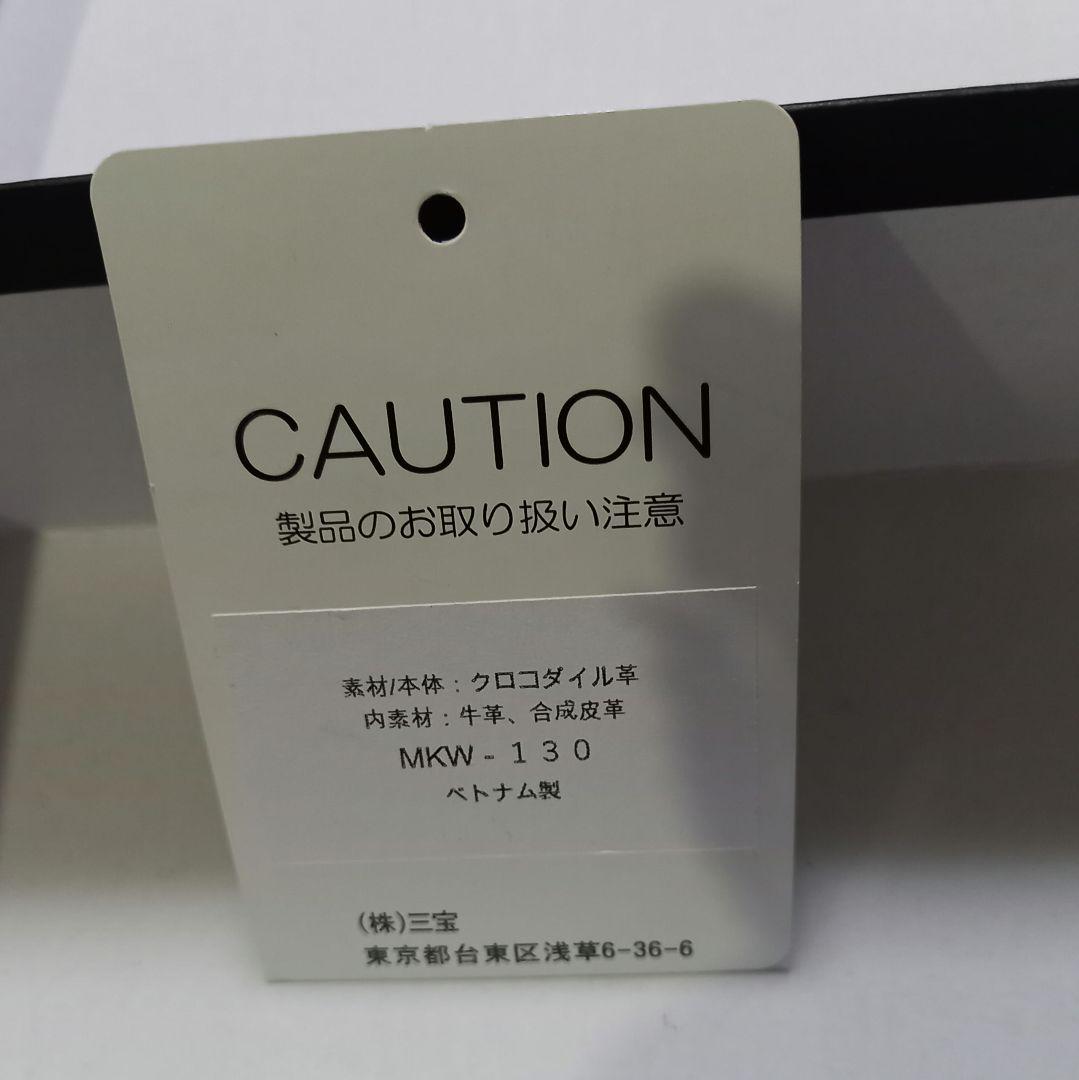 CAUTION
製品のお取り扱い注意
素材/本体：クロコダイル革
内素材：牛革、合成皮革
MKW-１３０
ベトナム製
(株)三宝
東京都台東区浅草6-36-6